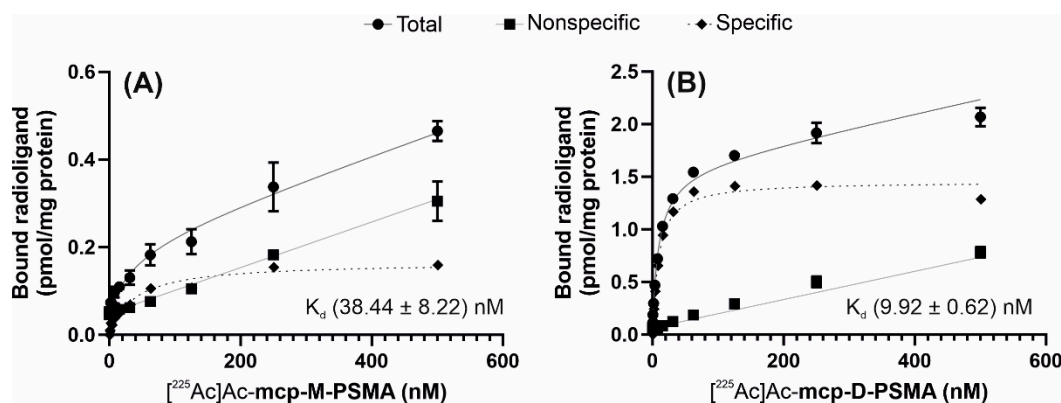 Total Nonspecific Specific
(A)
Bound radioligand
(pmol/mg protein)
0.6
0.4
0.2
0.0
0 200 400 600
K_d (38.44 ± 8.22) nM
[²²⁵Ac]Ac-mcp-M-PSMA (nM)
(B)
Bound radioligand
(pmol/mg protein)
2.5
2.0
1.5
1.0
0.5
0.0
0 200 400 600
K_d (9.92 ± 0.62) nM
[²²⁵Ac]Ac-mcp-D-PSMA (nM)